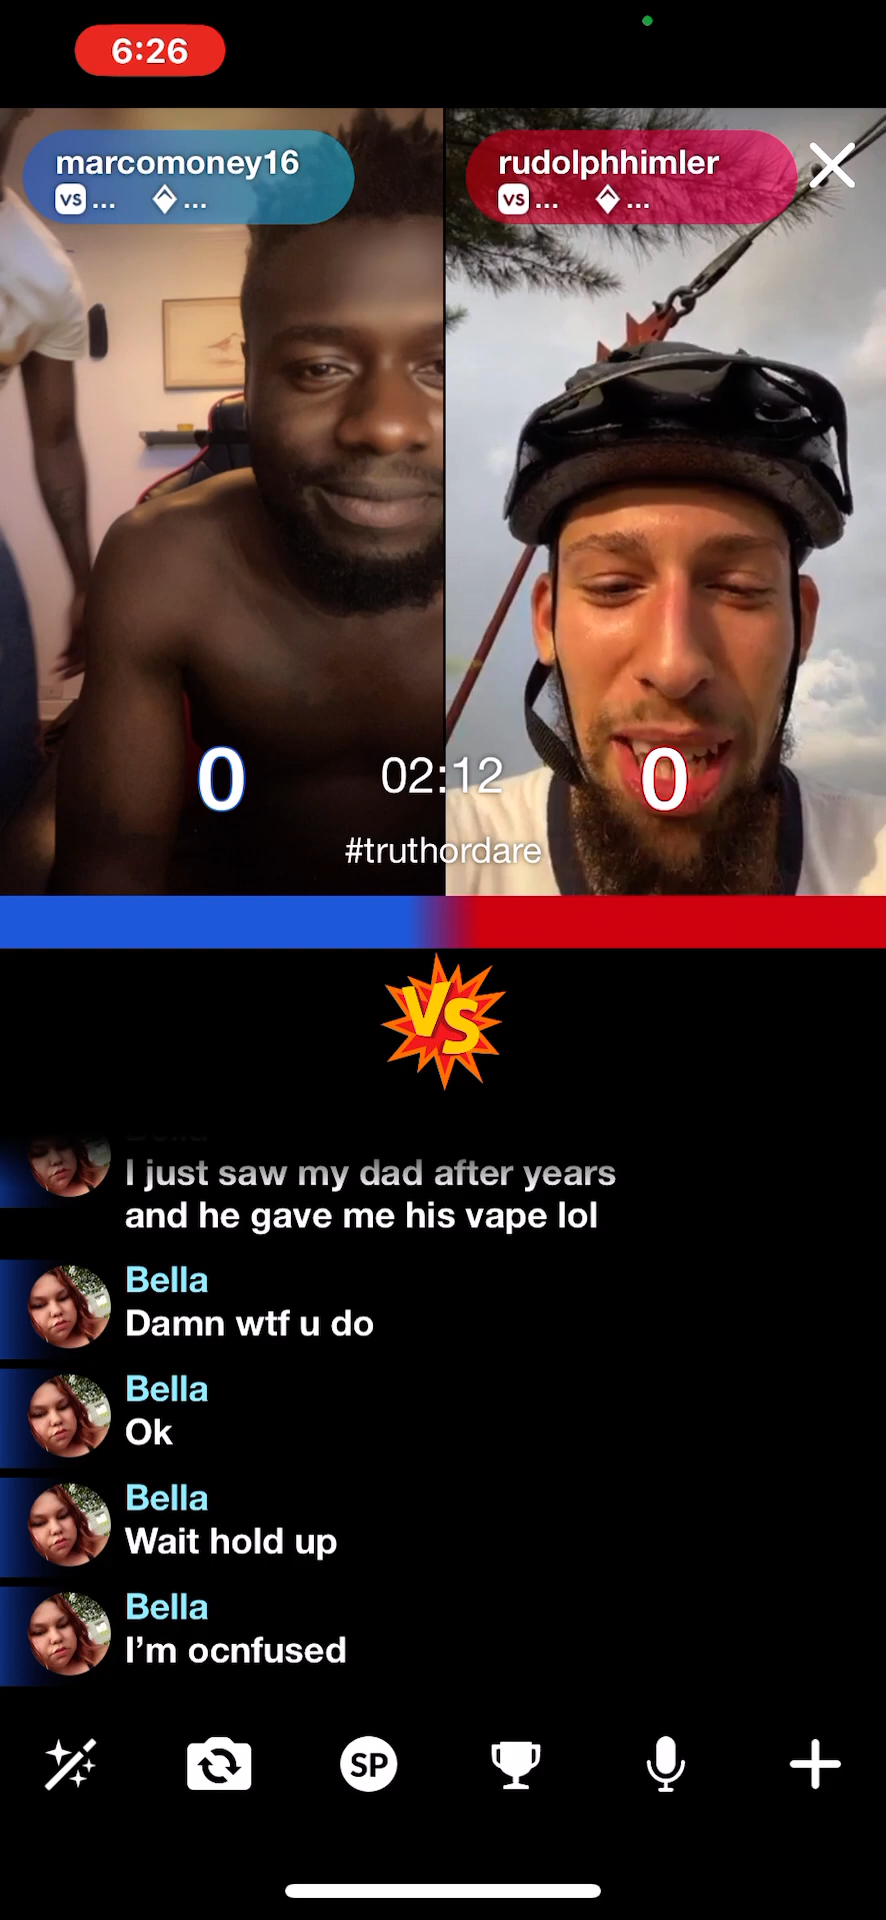 6:26
marcomoney16
VS ... ...
rudolphhimler
VS ... ...
0
02:12
0
#truthordare
VS
I just saw my dad after years
and he gave me his vape lol
Bella
Damn wtf u do
Bella
Ok
Bella
Wait hold up
Bella
I'm ocnfused
SP